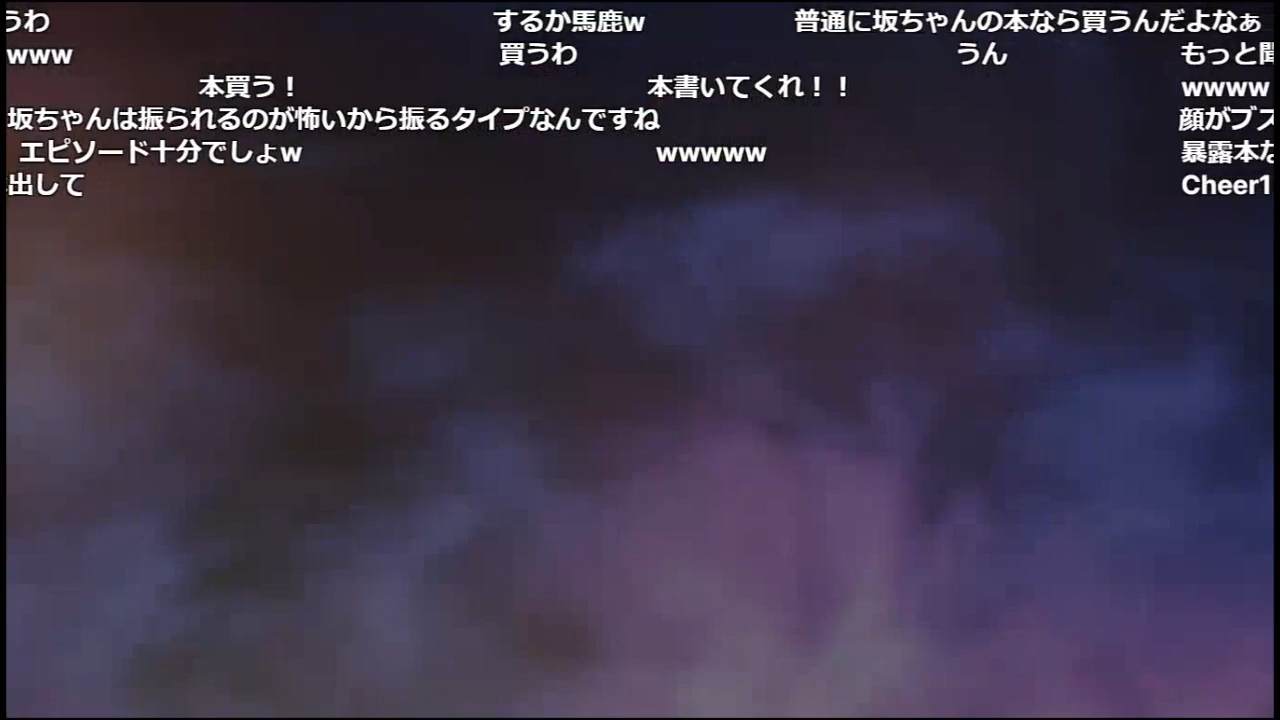 うわ するか馬鹿w 普通に坂ちゃんの本なら買うんだよなぁ
www 買うわ うん もっと
本買う！ 本書いてくれ！！ wwww
坂ちゃんは振られるのが怖いから振るタイプなんですね 顔がブス
エピソード十分でしょw wwwww 暴露本な
出して Cheer1